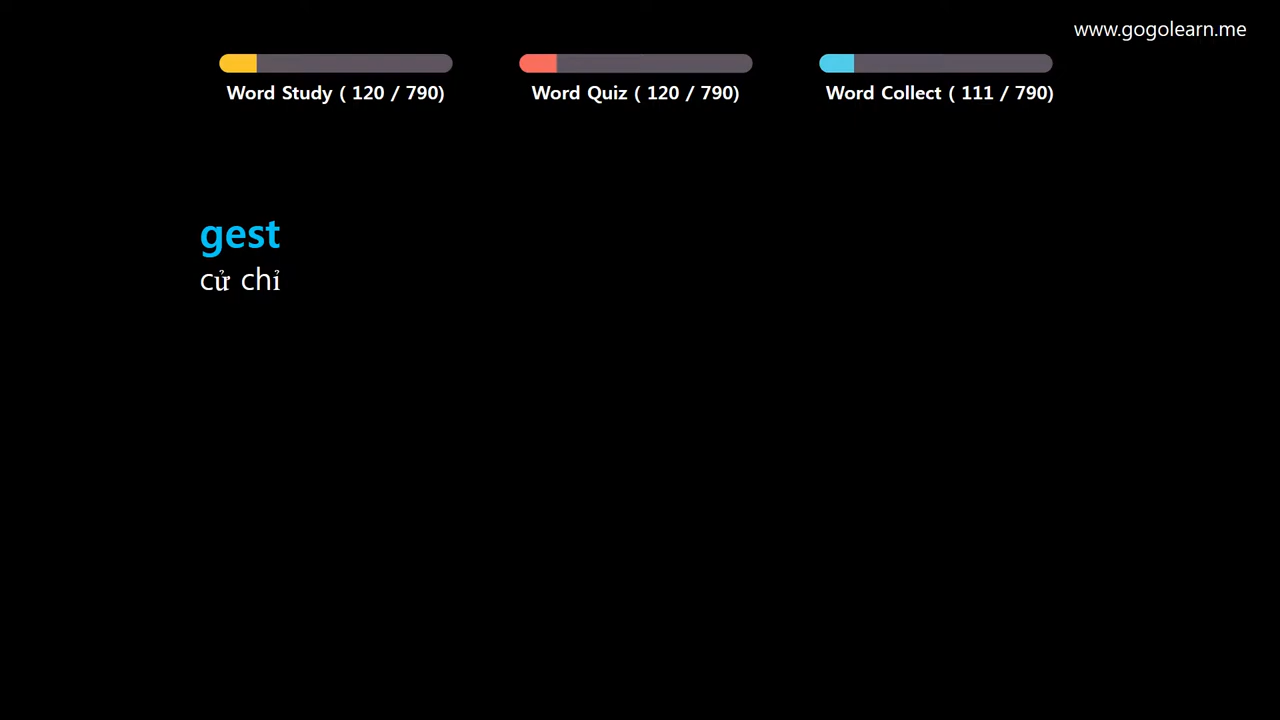 www.gogolearn.me
Word Study ( 120 / 790)
Word Quiz ( 120 / 790)
Word Collect ( 111 / 790)
gest
cử chỉ